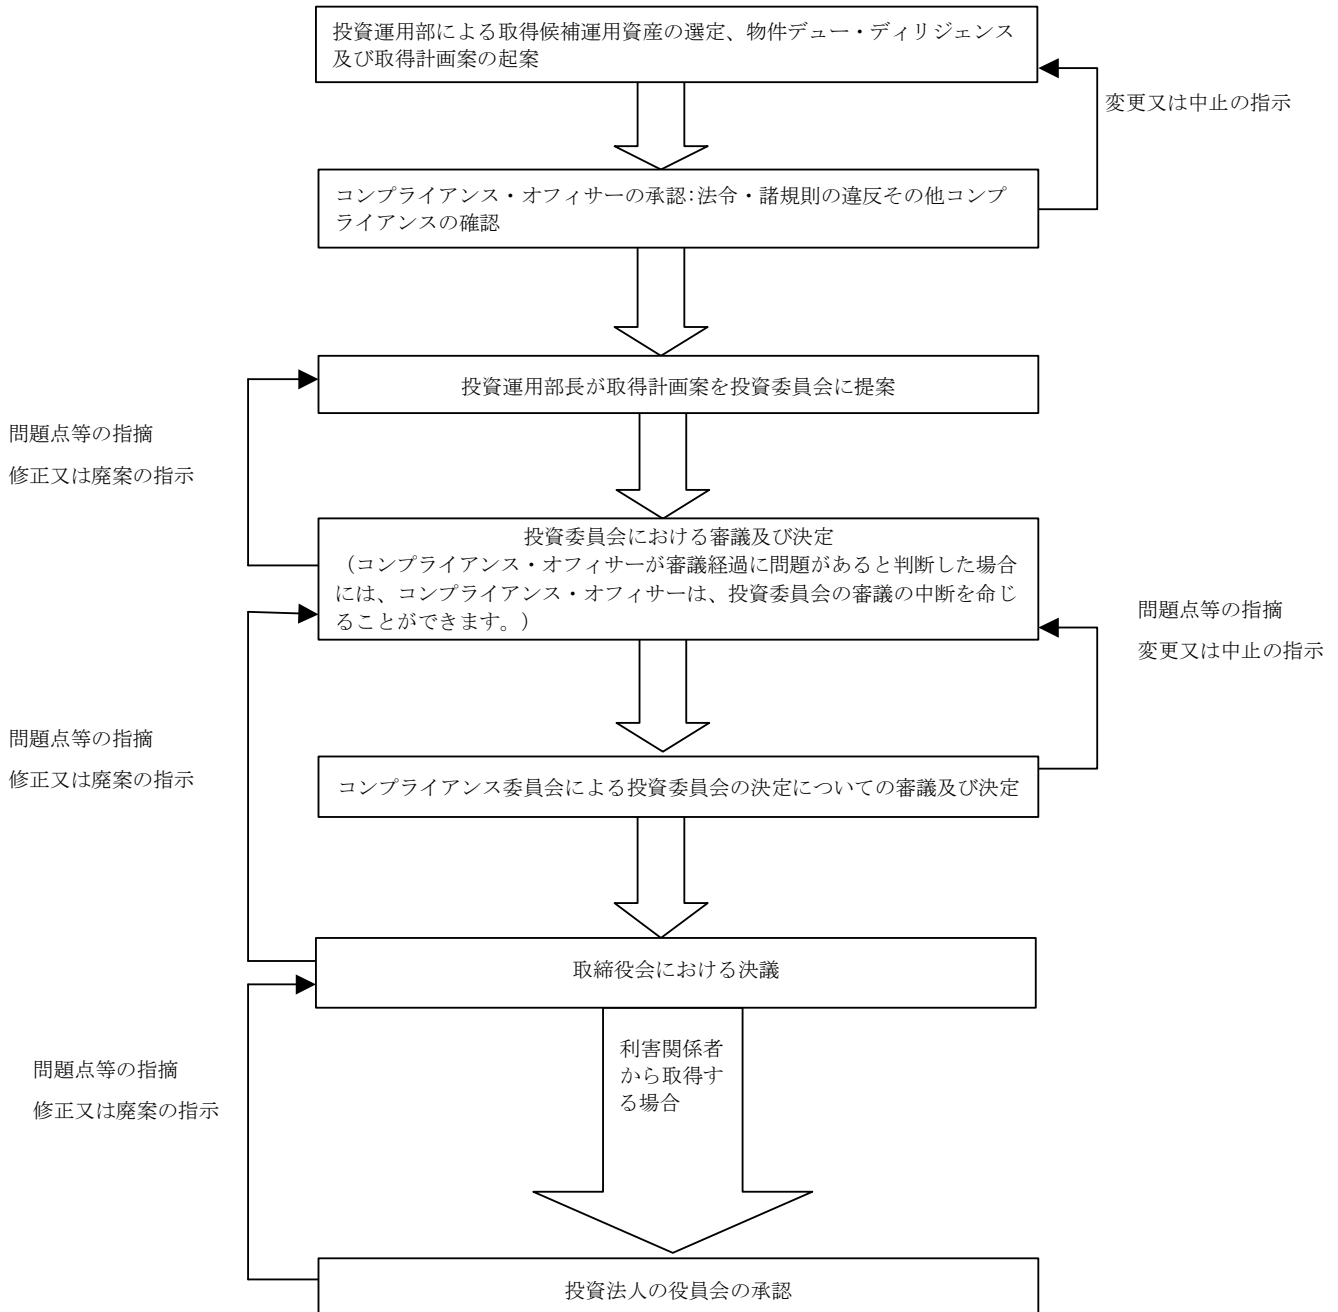 投資運用部による取得候補運用資産の選定、物件デュー・ディリジェンス
及び取得計画案の起案
変更又は中止の指示
コンプライアンス・オフィサーの承認:法令・諸規則の違反その他コンプ
ライアンスの確認
投資運用部長が取得計画案を投資委員会に提案
問題点等の指摘
修正又は廃案の指示
投資委員会における審議及び決定
（コンプライアンス・オフィサーが審議経過に問題があると判断した場合
には、コンプライアンス・オフィサーは、投資委員会の審議の中断を命じ
ることができます。）
問題点等の指摘
変更又は中止の指示
問題点等の指摘
修正又は廃案の指示
コンプライアンス委員会による投資委員会の決定についての審議及び決定
取締役会における決議
利害関係者
から取得す
る場合
問題点等の指摘
修正又は廃案の指示
投資法人の役員会の承認